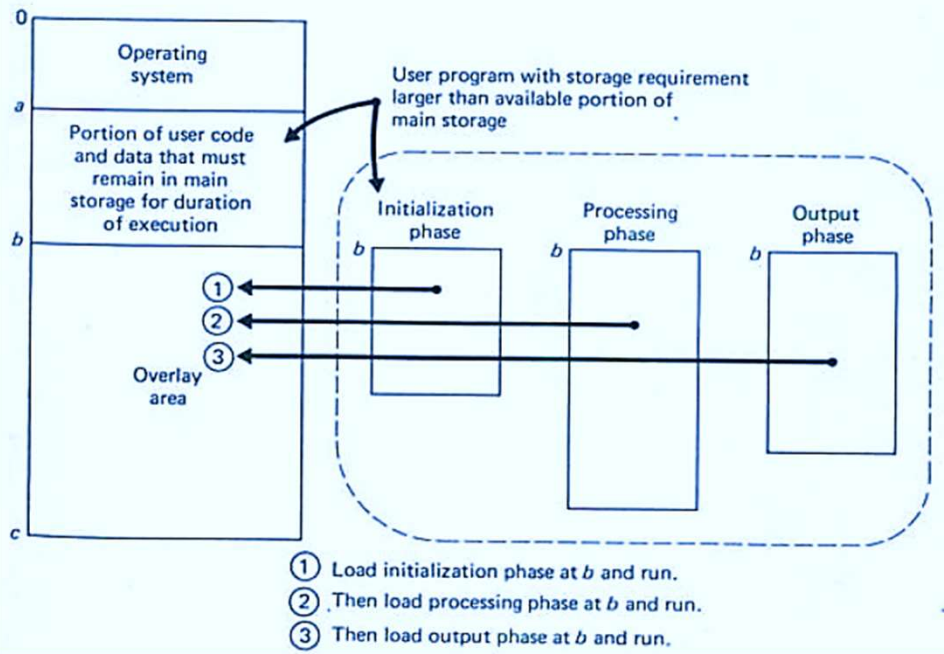 0
Operating
system
a
Portion of user code
and data that must
remain in main
storage for duration
of execution
b
1
2
3
Overlay
area
c
User program with storage requirement
larger than available portion of
main storage
Initialization
phase
b
Processing
phase
b
Output
phase
b
1 Load initialization phase at b and run.
2 Then load processing phase at b and run.
3 Then load output phase at b and run.